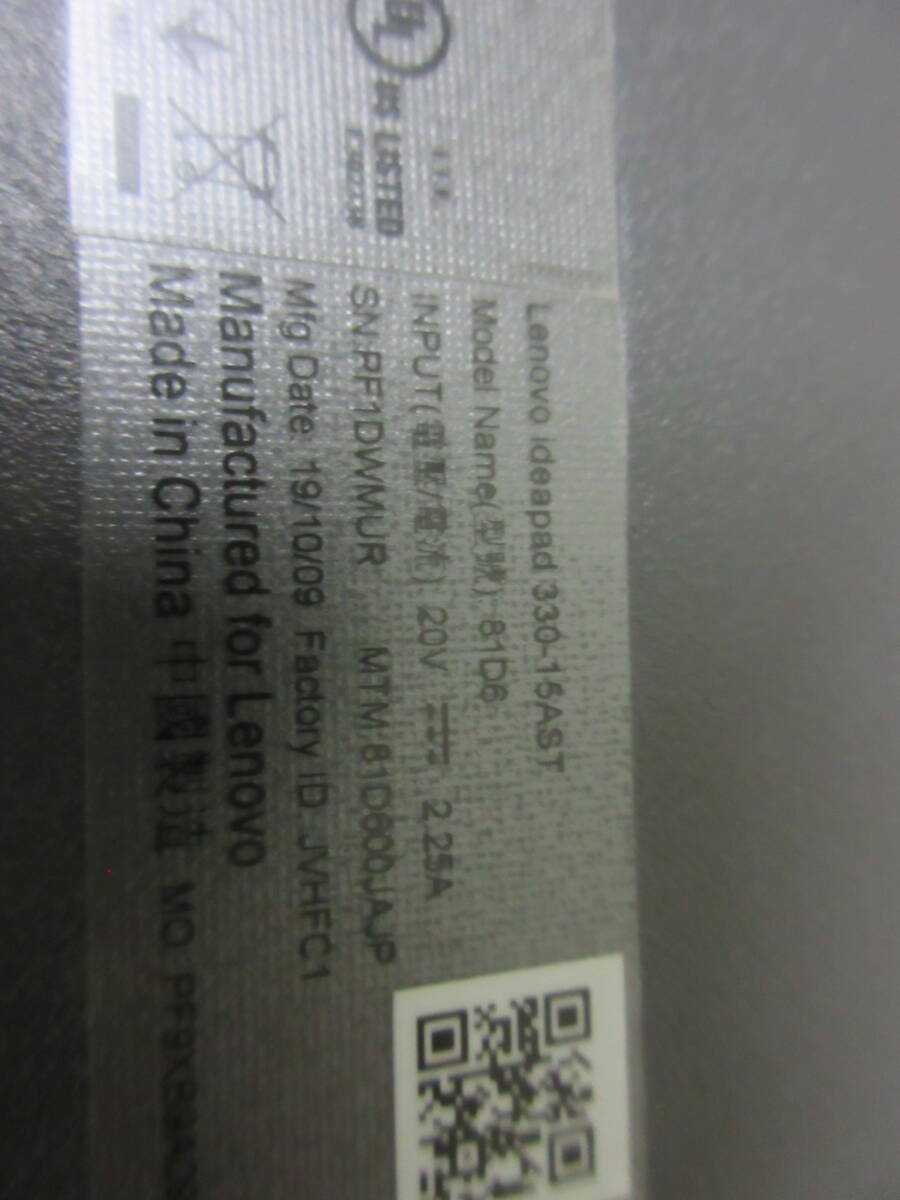 Lenovo ideapad 330-15AST
Model Name(型號): 81D6
INPUT(電壓/電流) 20V ⎓ 2.25A
SN:PF1DWMUR MTM:81D600JAJP
Mfg Date: 19/10/09 Factory ID: JVHFC1
Manufactured for Lenovo
Made in China 中國製造 MO
UL
LISTED